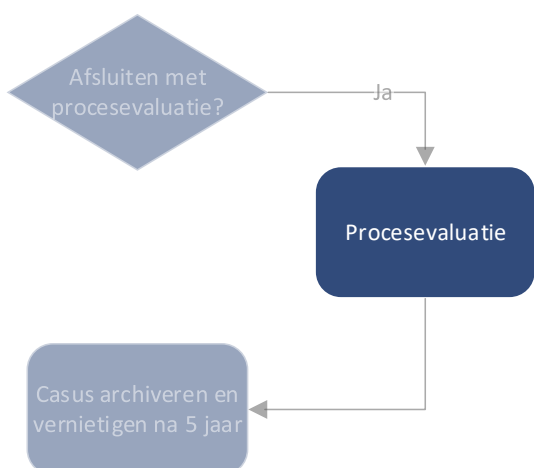 Afsluiten met
procesevaluatie?
Ja
Procesevaluatie
Casus archiveren en
vernietigen na 5 jaar